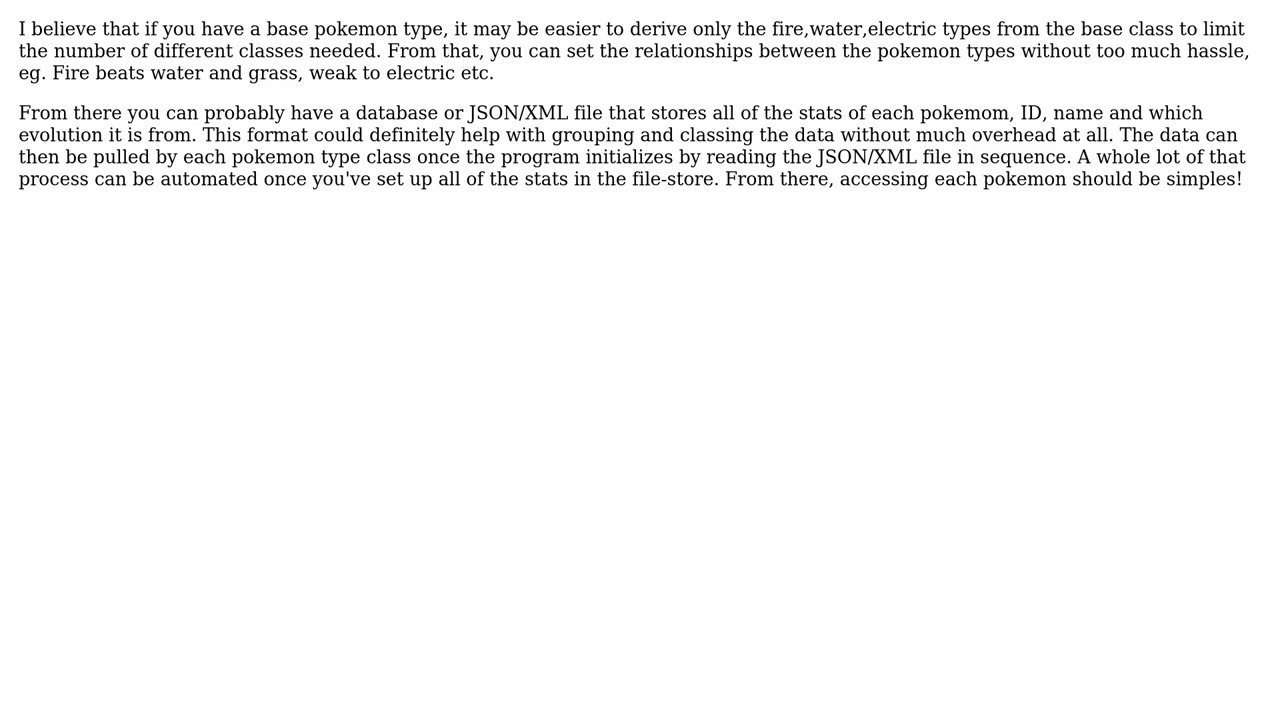 I believe that if you have a base pokemon type, it may be easier to derive only the fire,water,electric types from the base class to limit
the number of different classes needed. From that, you can set the relationships between the pokemon types without too much hassle,
eg. Fire beats water and grass, weak to electric etc.
From there you can probably have a database or JSON/XML file that stores all of the stats of each pokemom, ID, name and which
evolution it is from. This format could definitely help with grouping and classing the data without much overhead at all. The data can
then be pulled by each pokemon type class once the program initializes by reading the JSON/XML file in sequence. A whole lot of that
process can be automated once you've set up all of the stats in the file-store. From there, accessing each pokemon should be simples!